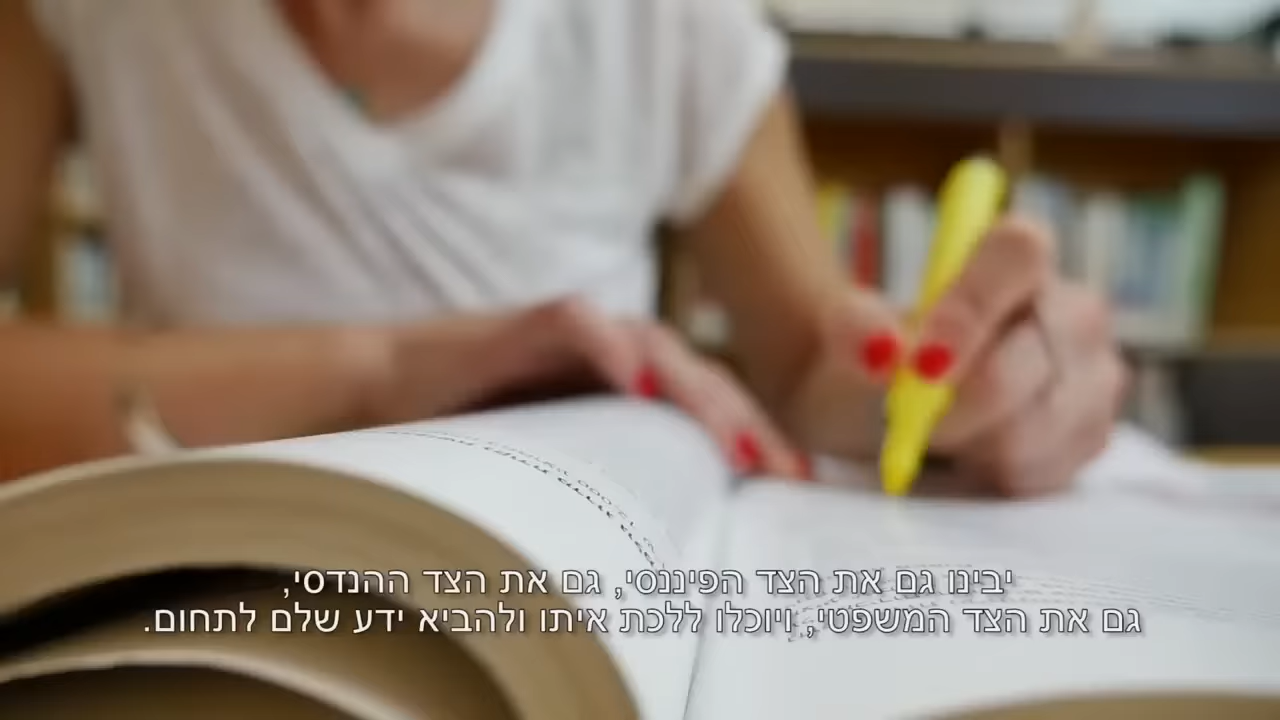 יבינו גם את הצד הפיננסי, גם את הצד ההנדסי,
גם את הצד המשפטי, ויוכלו ללכת איתו ולהביא ידע שלם לתחום.